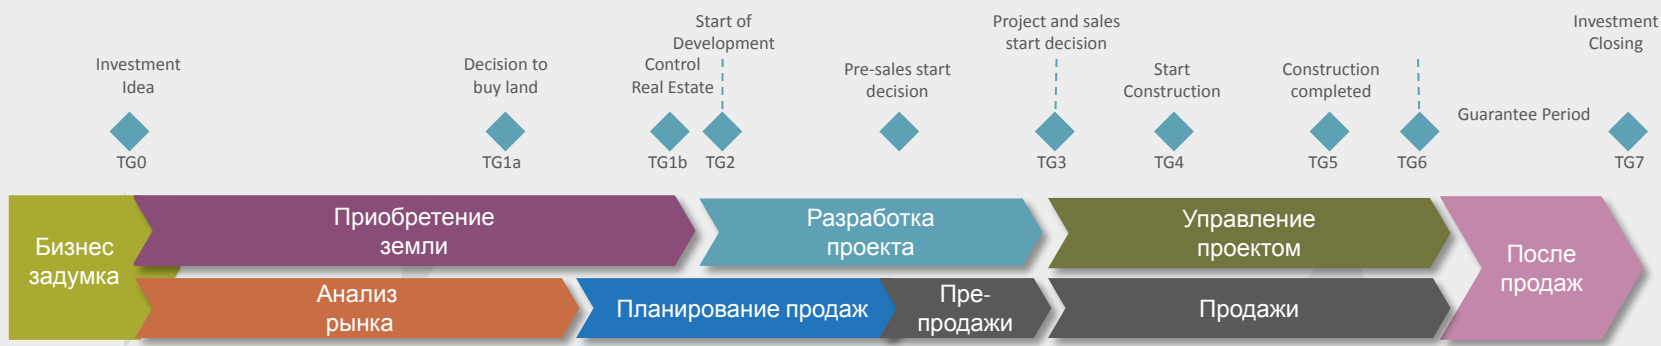 Investment
Idea
Decision to
buy land
Start of
Development
Control
Real Estate
Pre-sales start
decision
Project and sales
start decision
Start
Construction
Construction
completed
Guarantee Period
Investment
Closing
TG0
TG1a
TG1b
TG2
TG3
TG4
TG5
TG6
TG7
Бизнес
задумка
Приобретение
земли
Разработка
проекта
Управление
проектом
После
продаж
Анализ
рынка
Планирование продаж
Пре-
продажи
Продажи